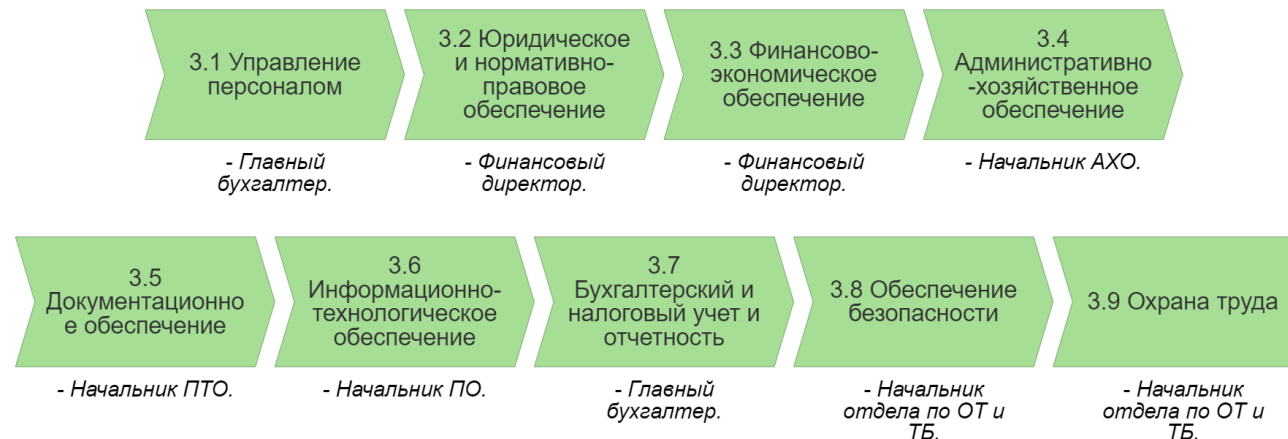 3.1 Управление
персоналом
3.2 Юридическое
и нормативно-
правовое
обеспечение
3.3 Финансово-
экономическое
обеспечение
3.4
Административно
-хозяйственное
обеспечение
- Главный
бухгалтер.
- Финансовый
директор.
- Финансовый
директор.
- Начальник АХО.
3.5
Документационно
е обеспечение
3.6
Информационно-
технологическое
обеспечение
3.7
Бухгалтерский и
налоговый учет и
отчетность
3.8 Обеспечение
безопасности
3.9 Охрана труда
- Начальник ПТО.
- Начальник ПО.
- Главный
бухгалтер.
- Начальник
отдела по ОТ и
ТБ.
- Начальник
отдела по ОТ и
ТБ.